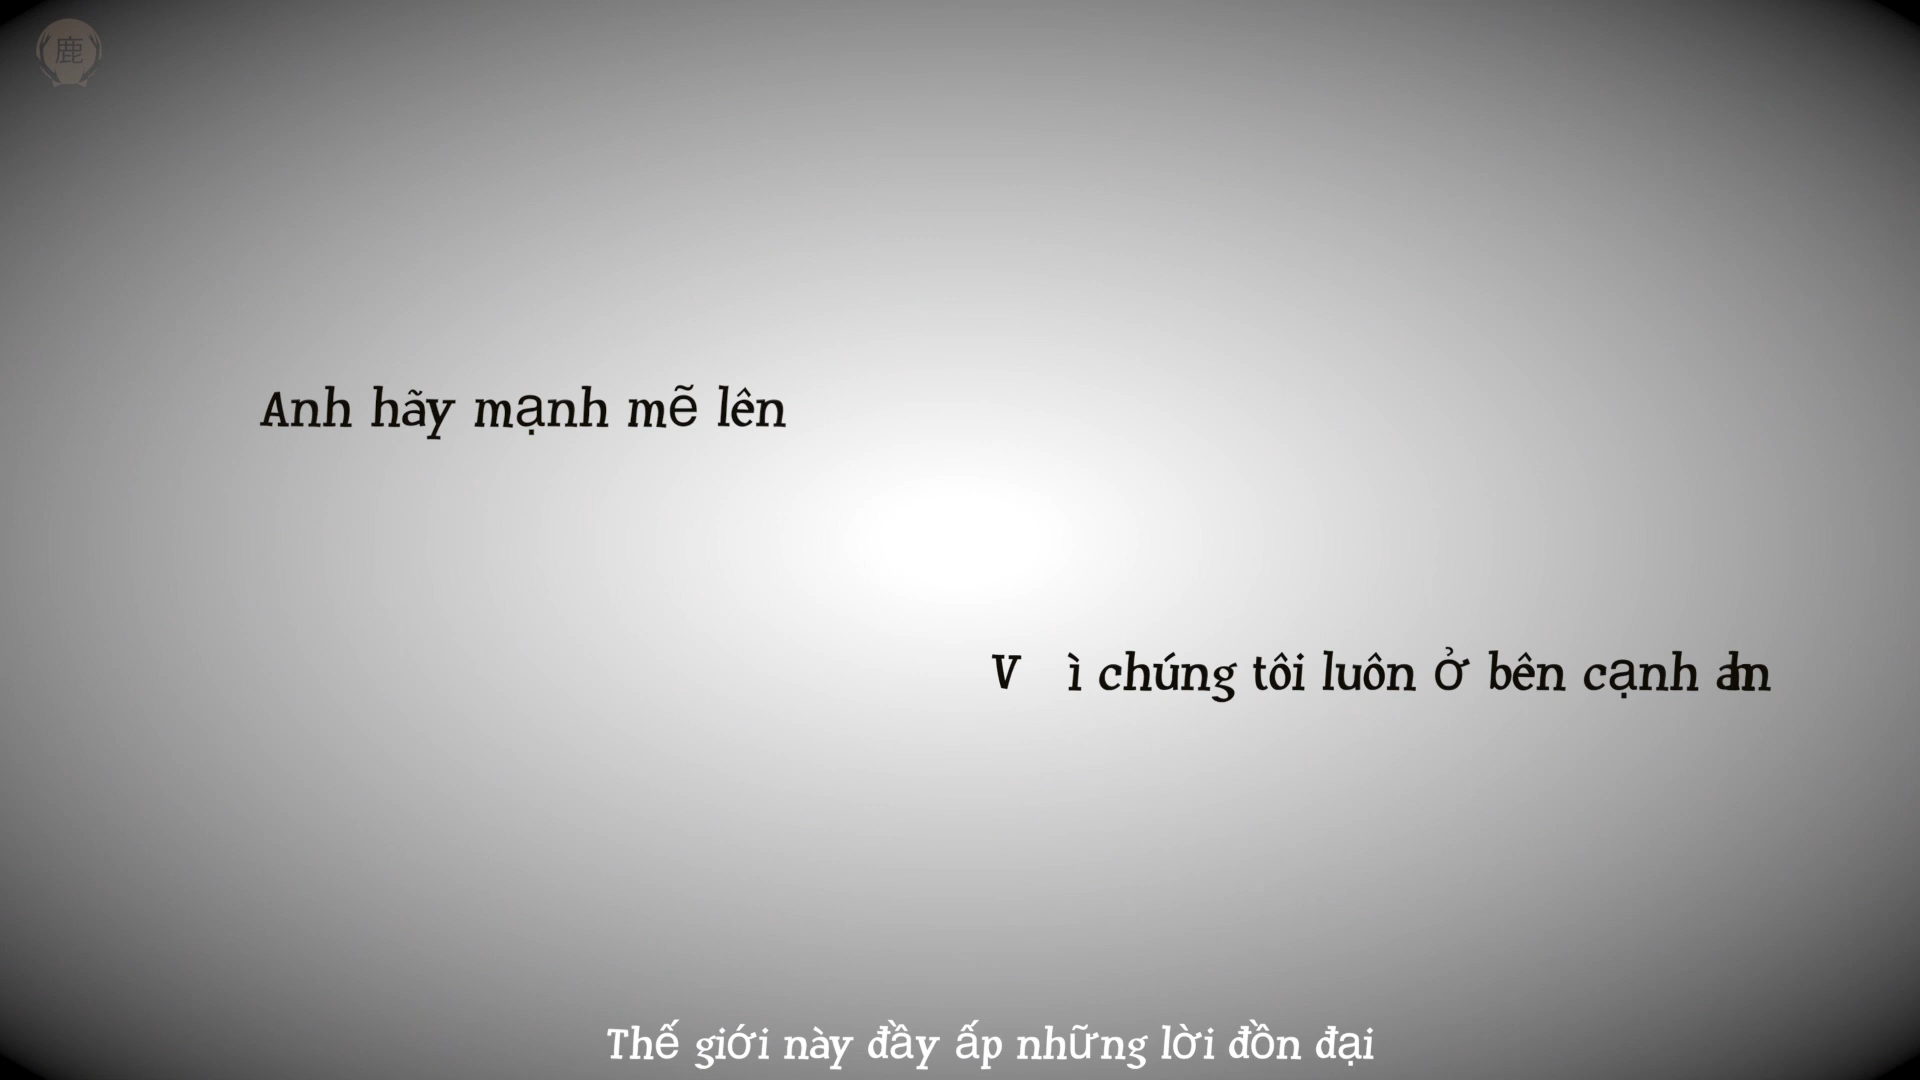 鹿
Anh hãy mạnh mẽ lên
V ì chúng tôi luôn ở bên cạnh
Thế giới này đầy ấp những lời đồn đại